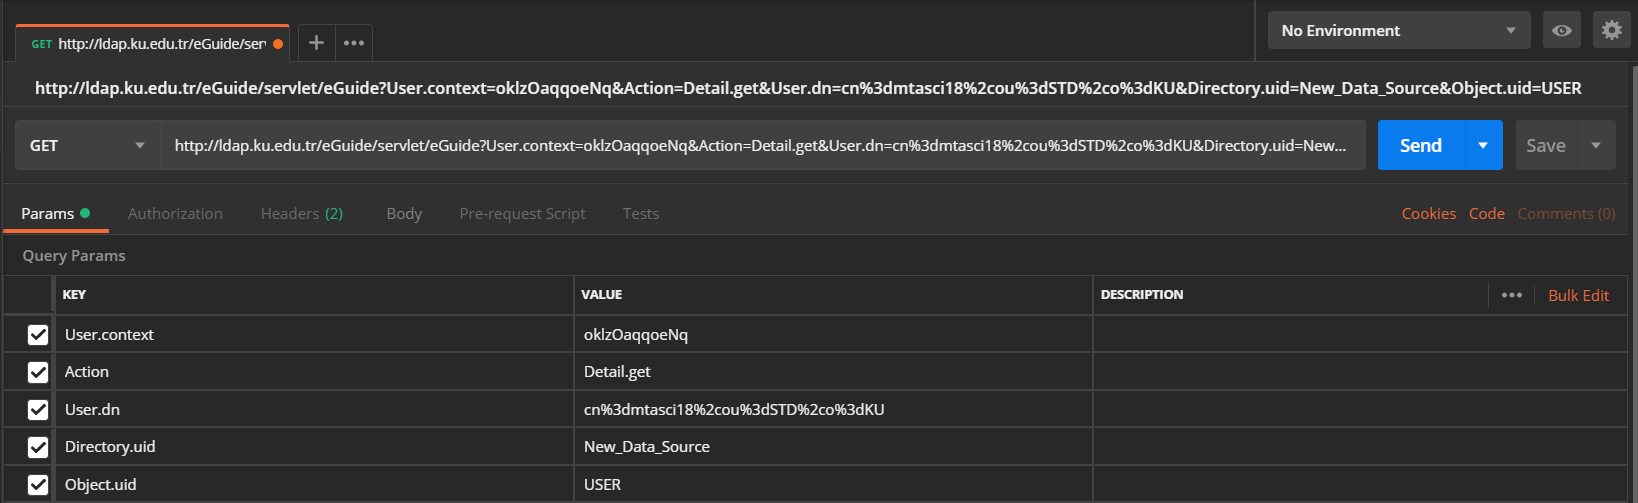 GET http://ldap.ku.edu.tr/eGuide/ser
No Environment
http://ldap.ku.edu.tr/eGuide/servlet/eGuide?User.context=oklzOaqqoeNq&Action=Detail.get&User.dn=cn%3dmtasci18%2cou%3dSTD%2co%3dKU&Directory.uid=New_Data_Source&Object.uid=USER
GET http://ldap.ku.edu.tr/eGuide/servlet/eGuide?User.context=oklzOaqqoeNq&Action=Detail.get&User.dn=cn%3dmtasci18%2cou%3dSTD%2co%3dKU&Directory.uid=New... Send Save
Params Authorization Headers (2) Body Pre-request Script Tests Cookies Code Comments (0)
Query Params
KEY VALUE DESCRIPTION Bulk Edit
User.context oklzOaqqoeNq
Action Detail.get
User.dn cn%3dmtasci18%2cou%3dSTD%2co%3dKU
Directory.uid New_Data_Source
Object.uid USER